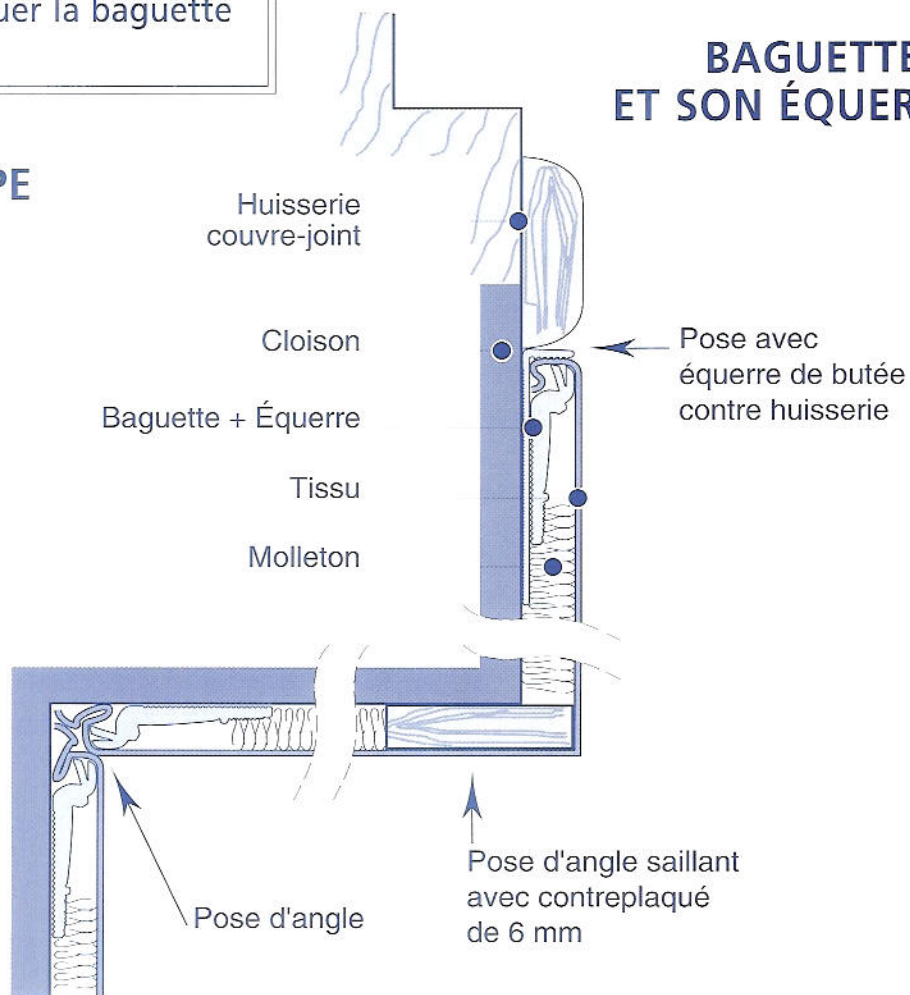 uer la baguette
BAGUETTE
ET SON ÉQUER
PE
Huisserie
couvre-joint
Cloison
Baguette + Équerre
Tissu
Molleton
Pose avec
équerre de butée
contre huisserie
Pose d'angle saillant
avec contreplaqué
de 6 mm
Pose d'angle